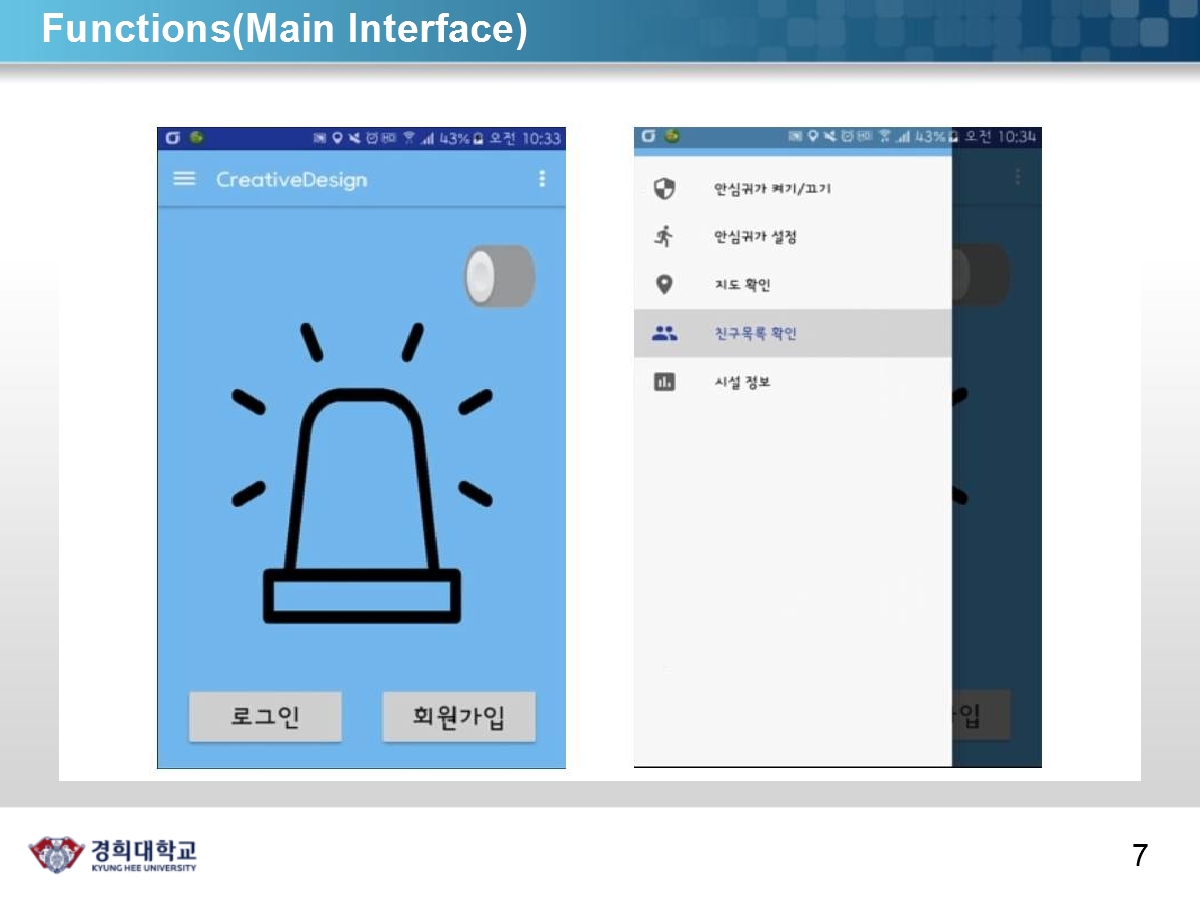 Functions(Main Interface)
43% 오전 10:33
CreativeDesign
로그인
회원가입
43% 오전 10:34
안심귀가 켜기/끄기
안심귀가 설정
지도 확인
친구목록 확인
시설 정보
입
경희대학교
KYUNG HEE UNIVERSITY
7